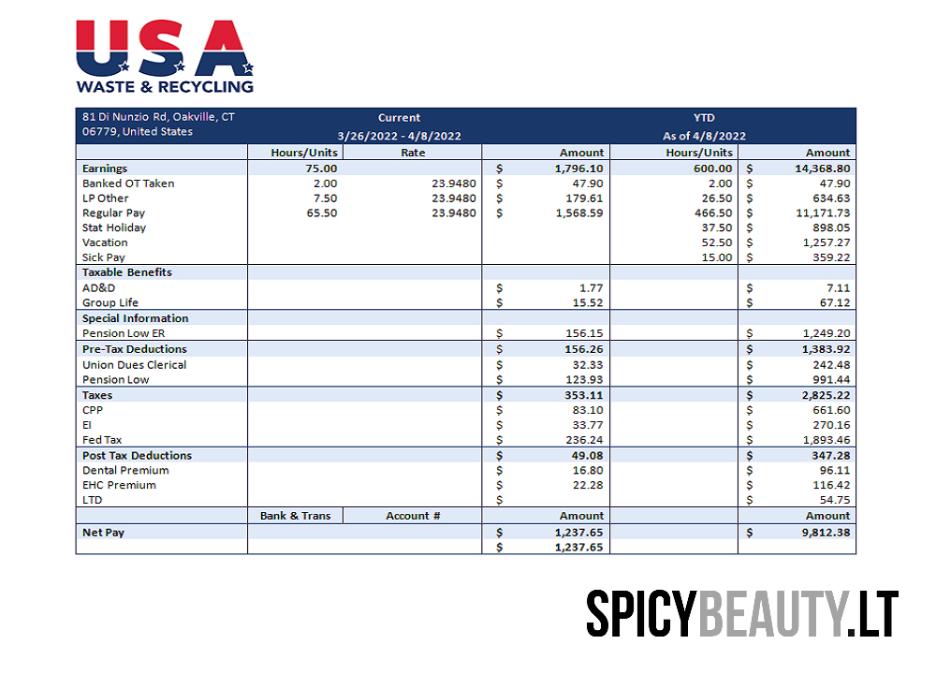 USA
WASTE & RECYCLING
81 Di Nunzio Rd, Oakville, CT Current YTD
06779, United States 3/26/2022 - 4/8/2022 As of 4/8/2022
Hours/Units Rate Amount Hours/Units Amount
Earnings 75.00 $ 1,796.10 600.00 $ 14,368.80
Banked OT Taken 2.00 23.9480 $ 47.90 2.00 $ 47.90
LP Other 7.50 23.9480 $ 179.61 26.50 $ 634.63
Regular Pay 65.50 23.9480 $ 1,568.59 466.50 $ 11,171.73
Stat Holiday 37.50 $ 898.05
Vacation 52.50 $ 1,257.27
Sick Pay 15.00 $ 359.22
Taxable Benefits
AD&D $ 1.77 $ 7.11
Group Life $ 15.52 $ 67.12
Special Information
Pension Low ER $ 156.15 $ 1,249.20
Pre-Tax Deductions $ 156.26 $ 1,383.92
Union Dues Clerical $ 32.33 $ 242.48
Pension Low $ 123.93 $ 991.44
Taxes $ 353.11 $ 2,825.22
CPP $ 83.10 $ 661.60
EI $ 33.77 $ 270.16
Fed Tax $ 236.24 $ 1,893.46
Post Tax Deductions $ 49.08 $ 347.28
Dental Premium $ 16.80 $ 96.11
EHC Premium $ 22.28 $ 116.42
LTD $ $ 54.75
Bank & Trans Account # Amount Amount
Net Pay $ 1,237.65 $ 9,812.38
$ 1,237.65
SPICYBEAUTY.LT